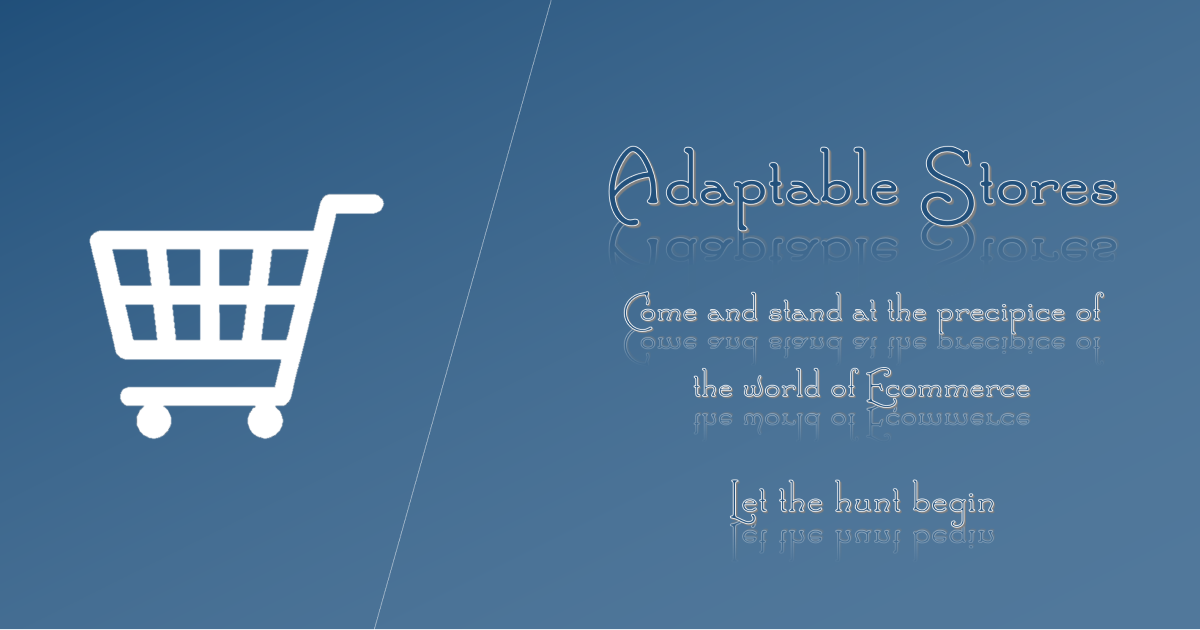 Adaptable Stores
Come and stand at the precipice of
the world of Ecommerce
Let the hunt begin